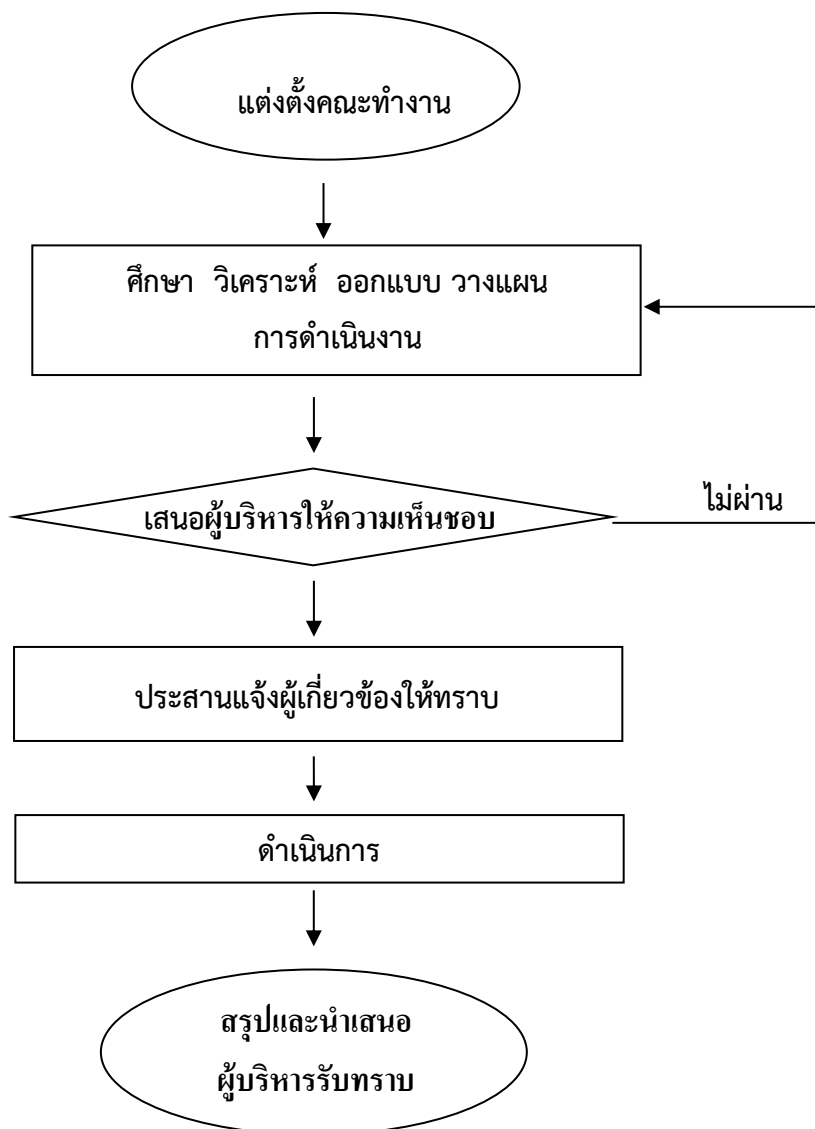 แต่งตั้งคณะทำงาน
ศึกษา วิเคราะห์ ออกแบบ วางแผน
การดำเนินงาน
เสนอผู้บริหารให้ความเห็นชอบ
ไม่ผ่าน
ประสานแจ้งผู้เกี่ยวข้องให้ทราบ
ดำเนินการ
สรุปและนำเสนอ
ผู้บริหารรับทราบ